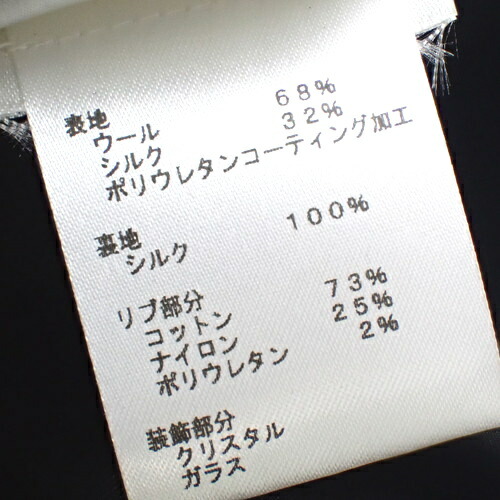 表地
ウール 68%
シルク 32%
ポリウレタンコーティング加工
裏地
シルク 100%
リブ部分
コットン 73%
ナイロン 25%
ポリウレタン 2%
装飾部分
クリスタル
ガラス